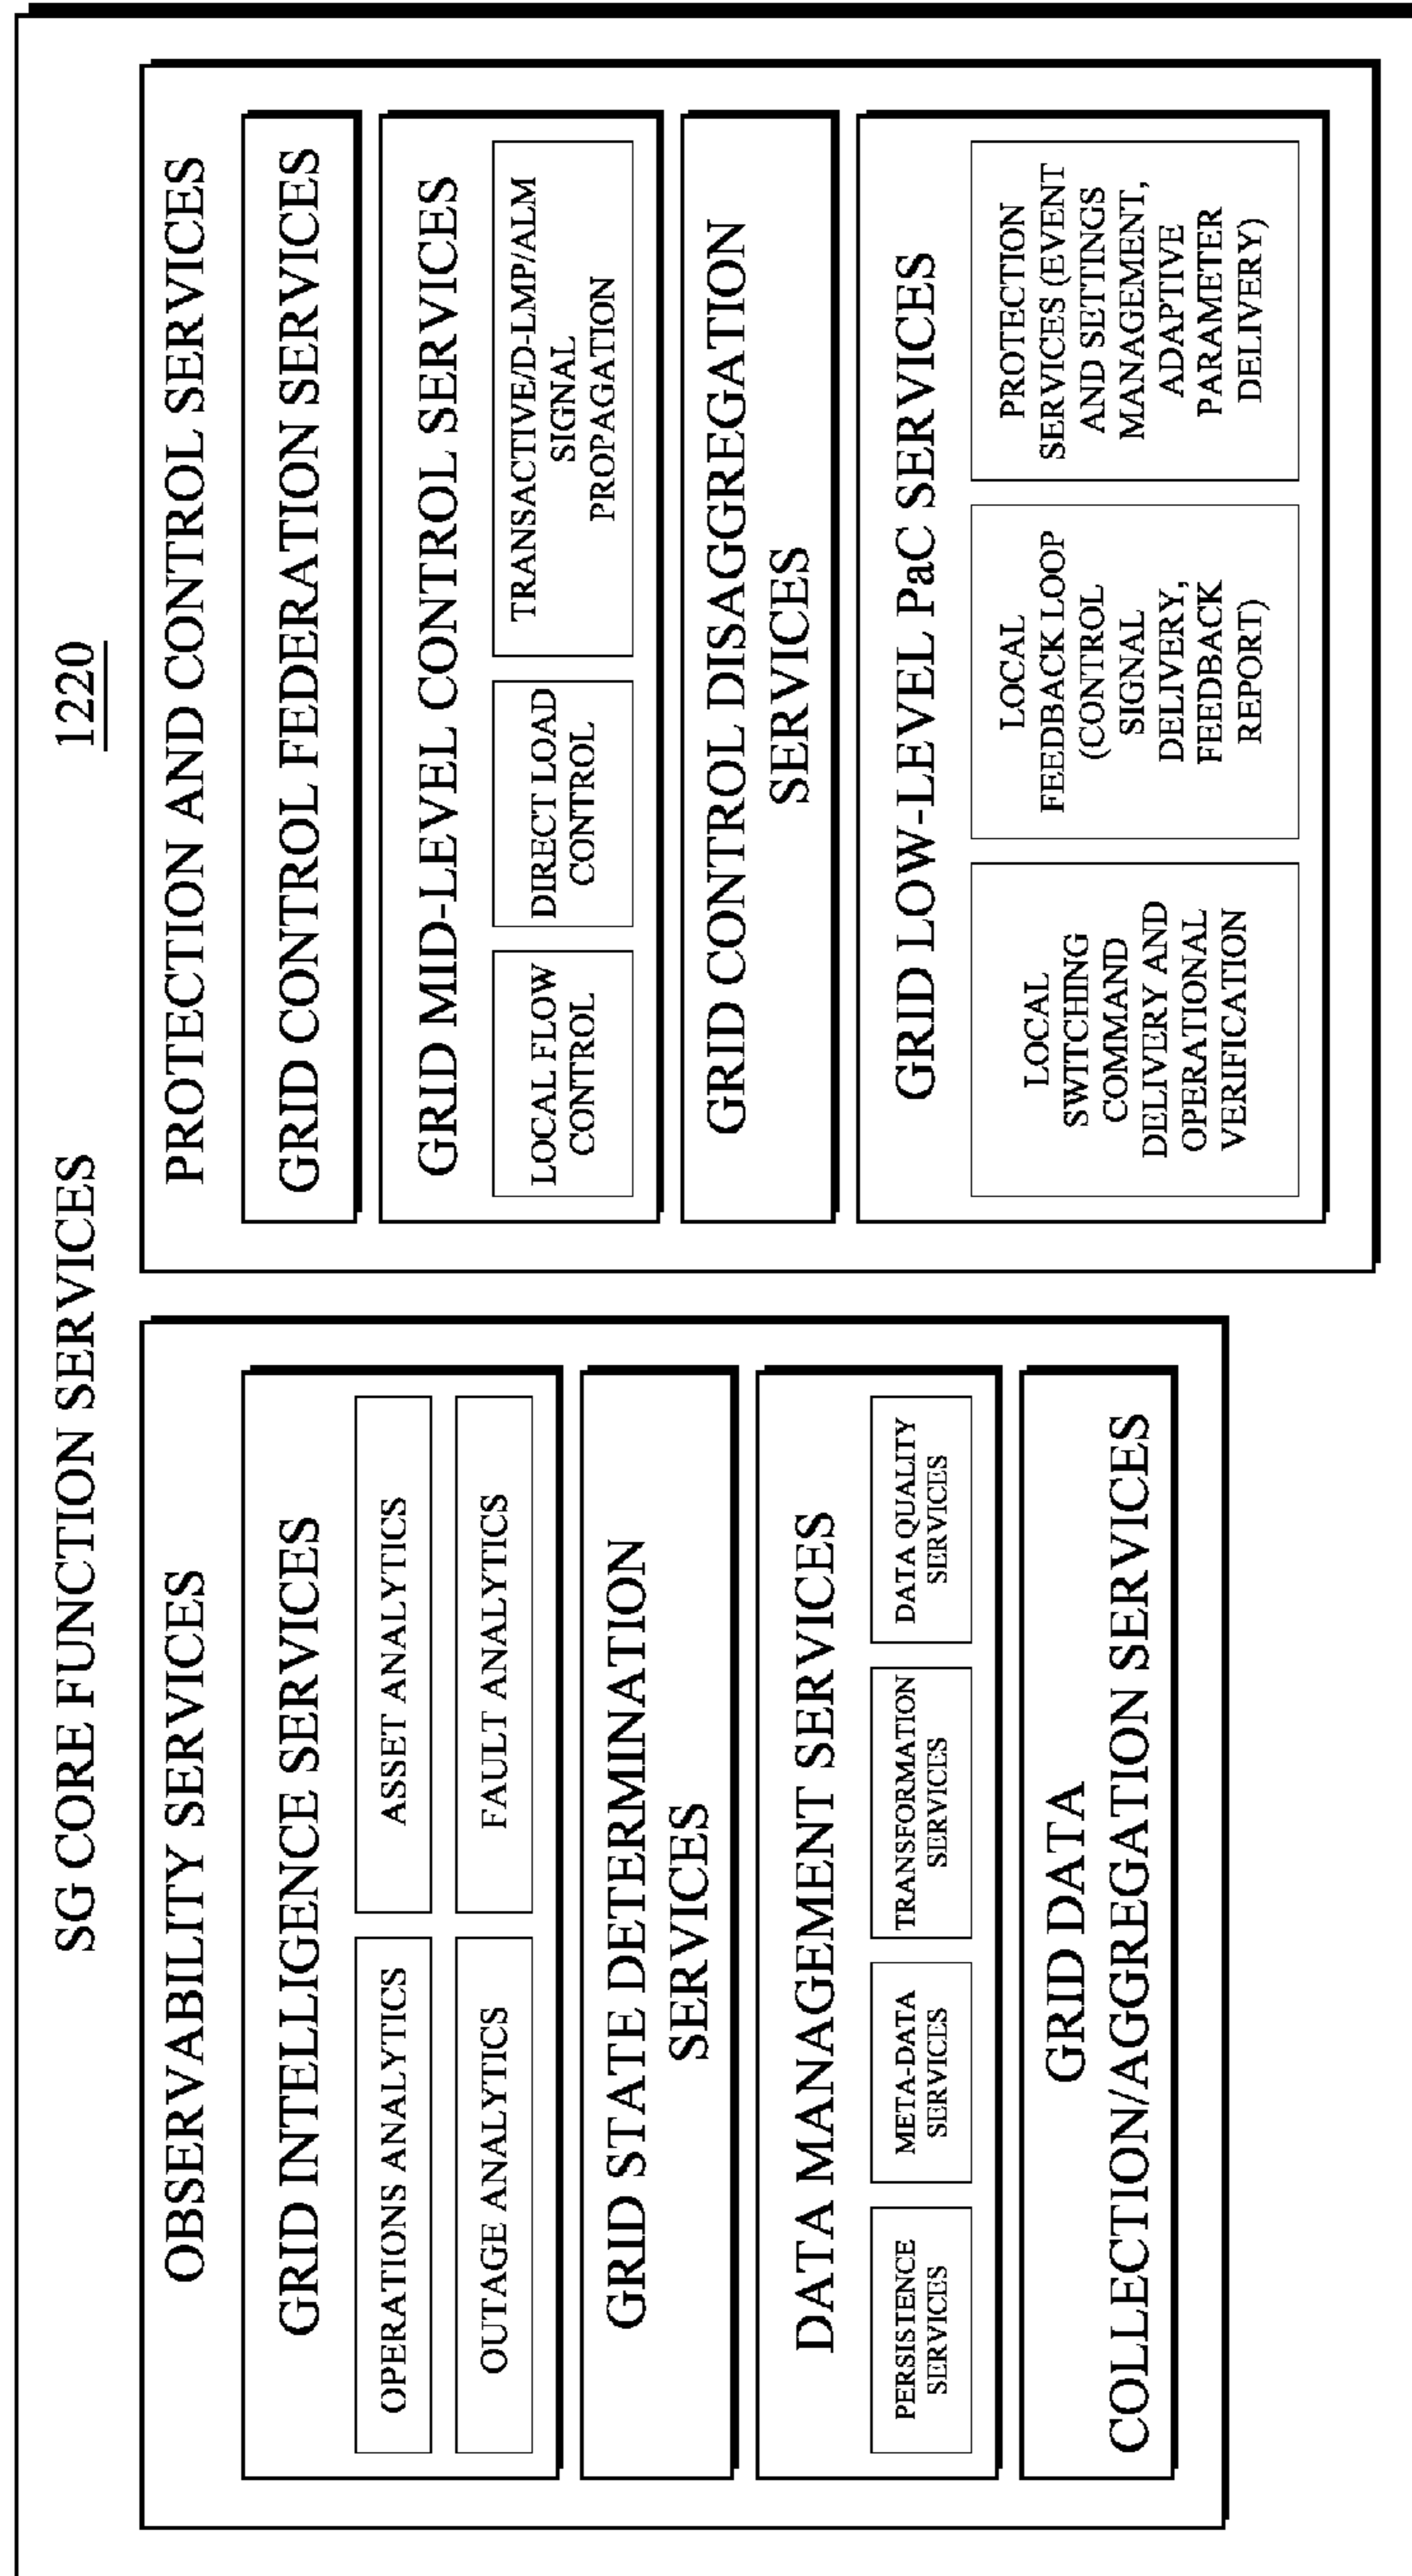 SG CORE FUNCTION SERVICES
1220
OBSERVABILITY SERVICES
GRID INTELLIGENCE SERVICES
OPERATIONS ANALYTICS
ASSET ANALYTICS
OUTAGE ANALYTICS
FAULT ANALYTICS
GRID STATE DETERMINATION
SERVICES
DATA MANAGEMENT SERVICES
PERSISTENCE
SERVICES
META-DATA
SERVICES
TRANSFORMATION
SERVICES
DATA QUALITY
SERVICES
GRID DATA
COLLECTION/AGGREGATION SERVICES
PROTECTION AND CONTROL SERVICES
GRID CONTROL FEDERATION SERVICES
GRID MID-LEVEL CONTROL SERVICES
LOCAL FLOW
CONTROL
DIRECT LOAD
CONTROL
TRANSACTIVE/D-LMP/ALM
SIGNAL
PROPAGATION
GRID CONTROL DISAGGREGATION
SERVICES
GRID LOW-LEVEL PaC SERVICES
LOCAL
SWITCHING
COMMAND
DELIVERY AND
OPERATIONAL
VERIFICATION
LOCAL
FEEDBACK LOOP
(CONTROL
SIGNAL
DELIVERY,
FEEDBACK
REPORT)
PROTECTION
SERVICES (EVENT
AND SETTINGS
MANAGEMENT,
ADAPTIVE
PARAMETER
DELIVERY)